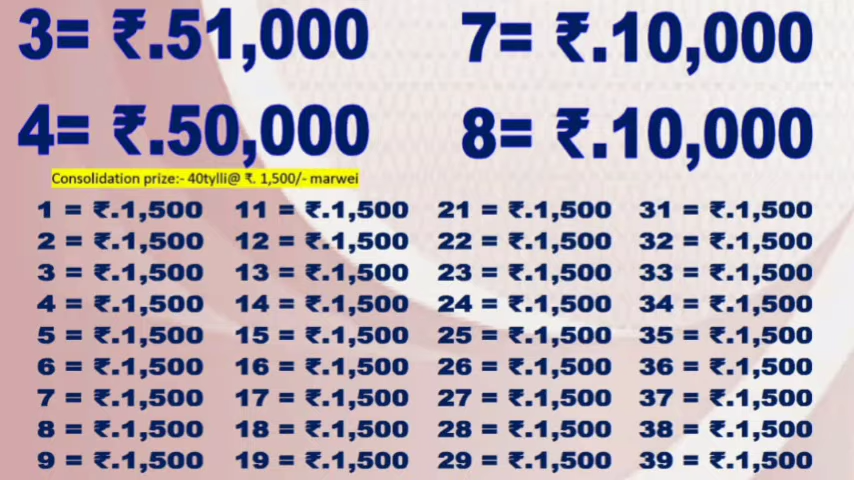 3= ₹.51,000 7= ₹.10,000
4= ₹.50,000 8= ₹.10,000
Consolidation prize:- 40tylli@ ₹. 1,500/- marwei
1 = ₹.1,500 11 = ₹.1,500 21 = ₹.1,500 31 = ₹.1,500
2 = ₹.1,500 12 = ₹.1,500 22 = ₹.1,500 32 = ₹.1,500
3 = ₹.1,500 13 = ₹.1,500 23 = ₹.1,500 33 = ₹.1,500
4 = ₹.1,500 14 = ₹.1,500 24 = ₹.1,500 34 = ₹.1,500
5 = ₹.1,500 15 = ₹.1,500 25 = ₹.1,500 35 = ₹.1,500
6 = ₹.1,500 16 = ₹.1,500 26 = ₹.1,500 36 = ₹.1,500
7 = ₹.1,500 17 = ₹.1,500 27 = ₹.1,500 37 = ₹.1,500
8 = ₹.1,500 18 = ₹.1,500 28 = ₹.1,500 38 = ₹.1,500
9 = ₹.1,500 19 = ₹.1,500 29 = ₹.1,500 39 = ₹.1,500